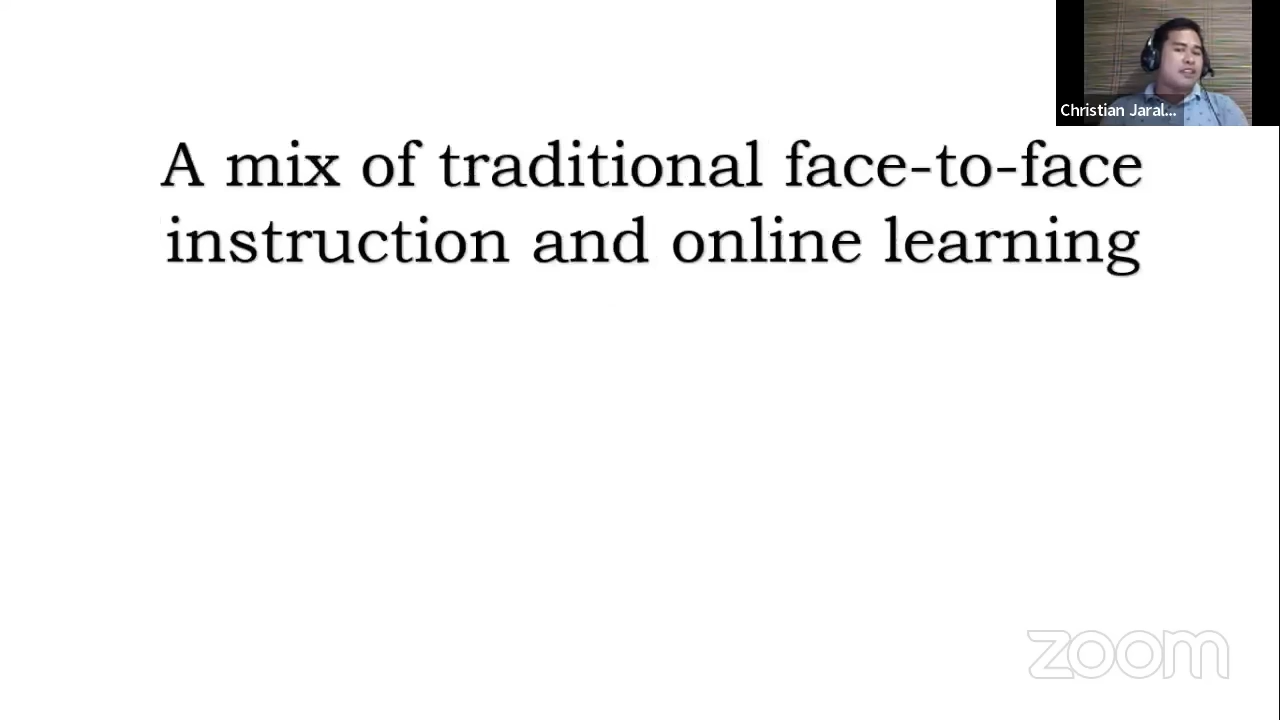 Christian Jaral...
A mix of traditional face-to-face
instruction and online learning
zoom